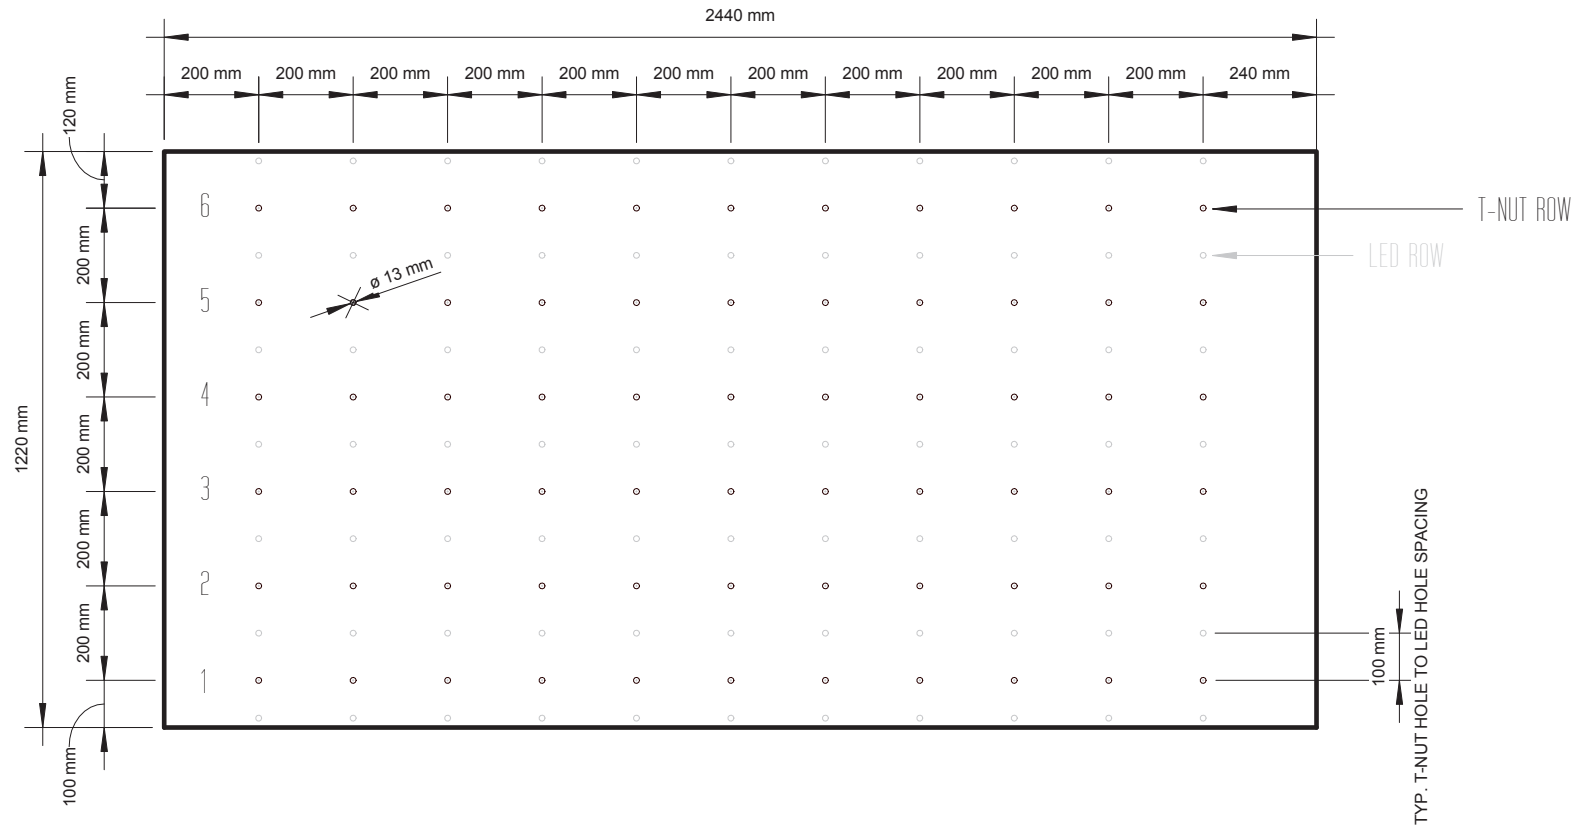 2440 mm
200 mm 200 mm 200 mm 200 mm 200 mm 200 mm 200 mm 200 mm 200 mm 200 mm 200 mm 240 mm
120 mm
6
T-NUT ROW
200 mm
LED ROW
ø 13 mm
5
200 mm
4
1220 mm
200 mm
3
200 mm
2
200 mm
1
100 mm
100 mm
TYP. T-NUT HOLE TO LED HOLE SPACING